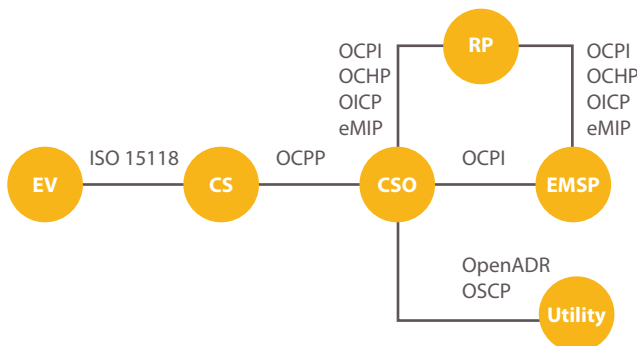 RP
OCPI
OCHP
OICP
eMIP
OCPI
OCHP
OICP
eMIP
ISO 15118
OCPP
OCPI
EV
CS
CSO
EMSP
OpenADR
OSCP
Utility